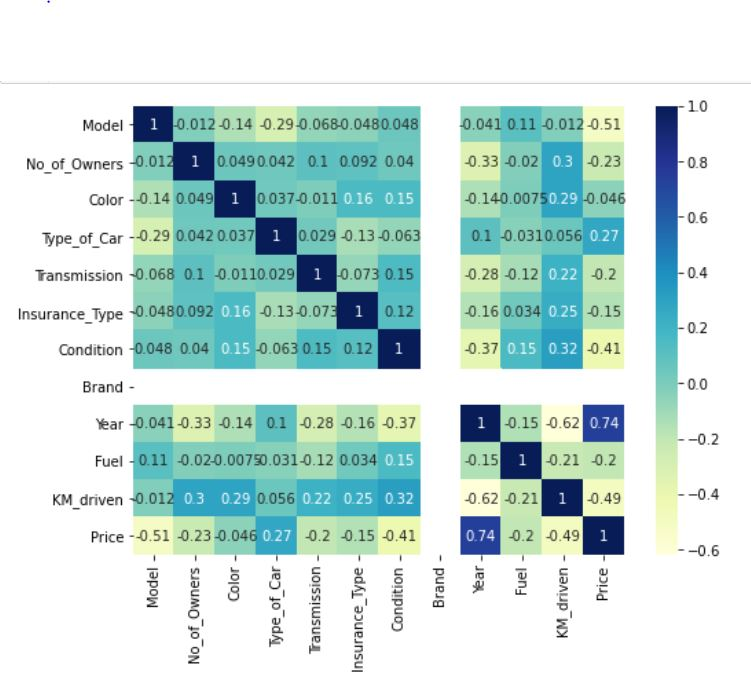 Model 1 -0.012 -0.14 -0.29 -0.068 -0.048 0.048 -0.041 0.11 -0.012 -0.51
No_of_Owners -0.012 1 0.049 0.042 0.1 0.092 0.04 -0.33 -0.02 0.3 -0.23
Color -0.14 0.049 1 0.037 -0.011 0.16 0.15 -0.14 -0.0075 0.29 -0.046
Type_of_Car -0.29 0.042 0.037 1 0.029 -0.13 -0.063 0.1 -0.031 0.056 0.27
Transmission -0.068 0.1 -0.011 0.029 1 -0.073 0.15 -0.28 -0.12 0.22 -0.2
Insurance_Type -0.048 0.092 0.16 -0.13 -0.073 1 0.12 -0.16 0.034 0.25 -0.15
Condition 0.048 0.04 0.15 -0.063 0.15 0.12 1 -0.37 0.15 0.32 -0.41
Brand
Year -0.041 -0.33 -0.14 0.1 -0.28 -0.16 -0.37 1 -0.15 -0.62 0.74
Fuel 0.11 -0.02 -0.0075 -0.031 -0.12 0.034 0.15 -0.15 1 -0.21 -0.2
KM_driven -0.012 0.3 0.29 0.056 0.22 0.25 0.32 -0.62 -0.21 1 -0.49
Price -0.51 -0.23 -0.046 0.27 -0.2 -0.15 -0.41 0.74 -0.2 -0.49 1
Model No_of_Owners Color Type_of_Car Transmission Insurance_Type Condition Brand Year Fuel KM_driven Price
1.0
0.8
0.6
0.4
0.2
0.0
−0.2
−0.4
−0.6